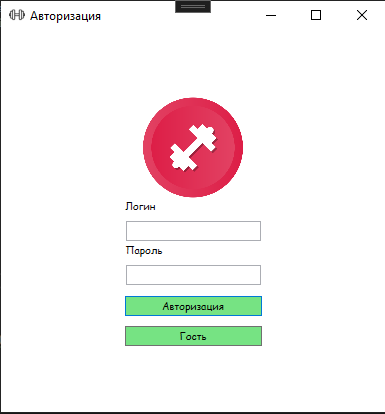 Авторизация
Логин
Пароль
Авторизация
Гость